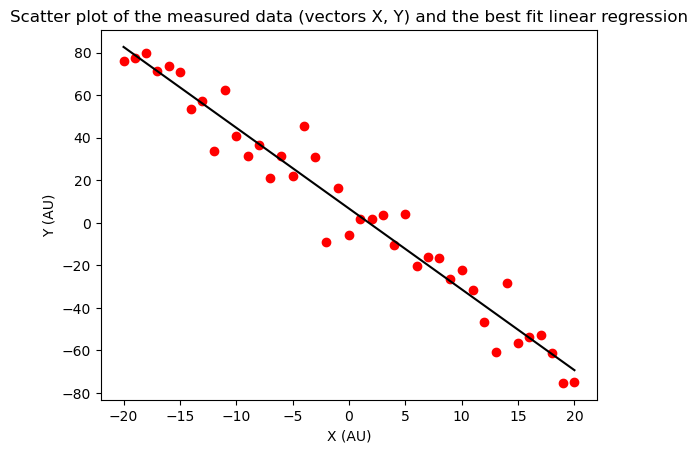 Scatter plot of the measured data (vectors X, Y) and the best fit linear regression
80
60
40
20
0
−20
−40
−60
−80
Y (AU)
−20 −15 −10 −5 0 5 10 15 20
X (AU)